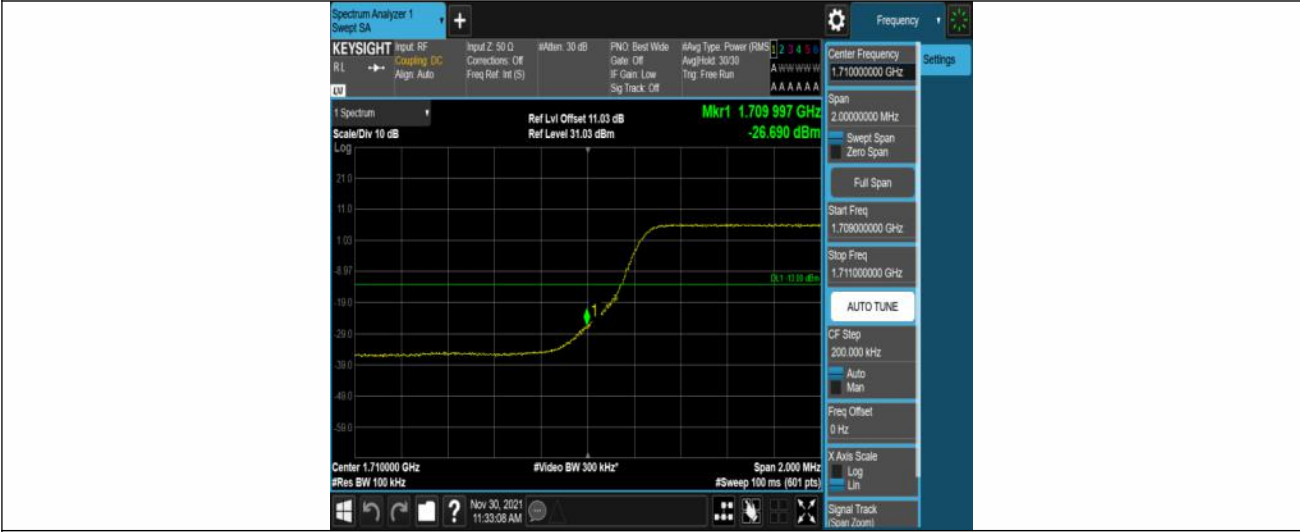 Spectrum Analyzer 1
Swept SA
+
Frequency
KEYSIGHT
RL
LV
Input: RF
Coupling: DC
Align: Auto
Input Z: 50 Ω
Corrections: Off
Freq Ref: Int (S)
#Atten: 30 dB
PNO: Best Wide
Gate: Off
IF Gain: Low
Sig Track: Off
#Avg Type: Power (RMS
Avg|Hold: 30/30
Trig: Free Run
1 2 3 4 5 6
A W W W W W
A A A A A A
Center Frequency
1.710000000 GHz
Settings
1 Spectrum
Scale/Div 10 dB
Ref Lvl Offset 11.03 dB
Ref Level 31.03 dBm
Mkr1 1.709 997 GHz
-26.690 dBm
Span
2.00000000 MHz
Swept Span
Zero Span
Full Span
Start Freq
1.709000000 GHz
Stop Freq
1.711000000 GHz
AUTO TUNE
CF Step
200.000 kHz
Auto
Man
Freq Offset
0 Hz
X Axis Scale
Log
Lin
Signal Track
(Span Zoom)
Log
21.0
11.0
1.03
-8.97
-19.0
-29.0
-39.0
-49.0
-59.0
DL1 -13.00 dBm
1
Center 1.710000 GHz
#Res BW 100 kHz
#Video BW 300 kHz*
Span 2.000 MHz
#Sweep 100 ms (601 pts)
?
Nov 30, 2021
11:33:08 AM